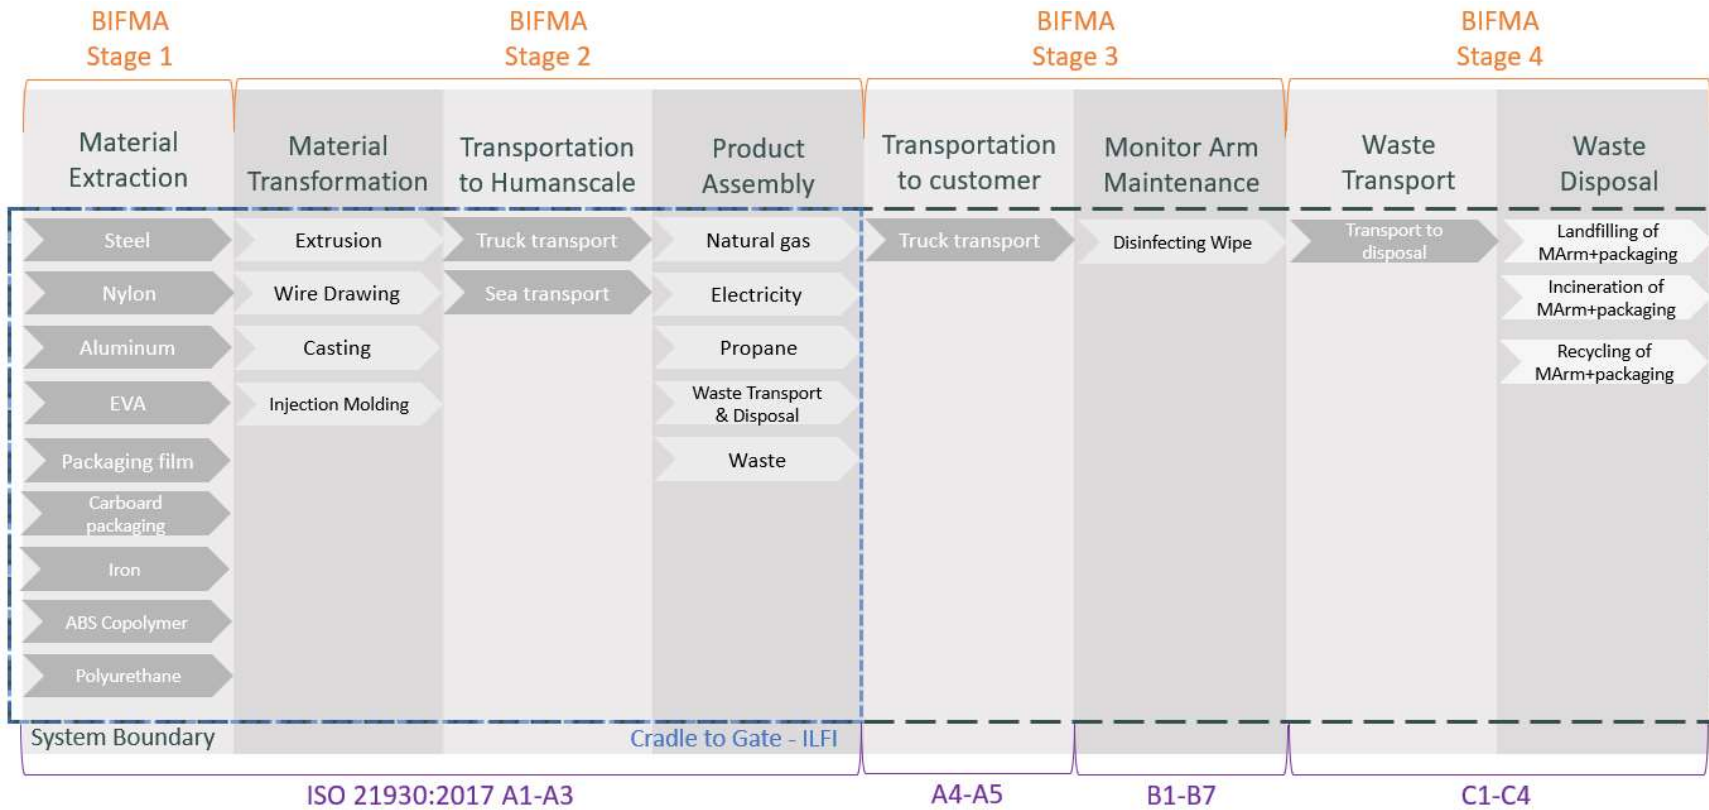 BIFMA
Stage 1
BIFMA
Stage 2
BIFMA
Stage 3
BIFMA
Stage 4
Material
Extraction
Material
Transformation
Transportation
to Humanscale
Product
Assembly
Transportation
to customer
Monitor Arm
Maintenance
Waste
Transport
Waste
Disposal
Steel
Nylon
Aluminum
EVA
Packaging film
Carboard
packaging
Iron
ABS Copolymer
Polyurethane
Extrusion
Wire Drawing
Casting
Injection Molding
Truck transport
Sea transport
Natural gas
Electricity
Propane
Waste Transport
& Disposal
Waste
Truck transport
Disinfecting Wipe
Transport to
disposal
Landfilling of
MArm+packaging
Incineration of
MArm+packaging
Recycling of
MArm+packaging
System Boundary
Cradle to Gate - ILFI
ISO 21930:2017 A1-A3
A4-A5
B1-B7
C1-C4